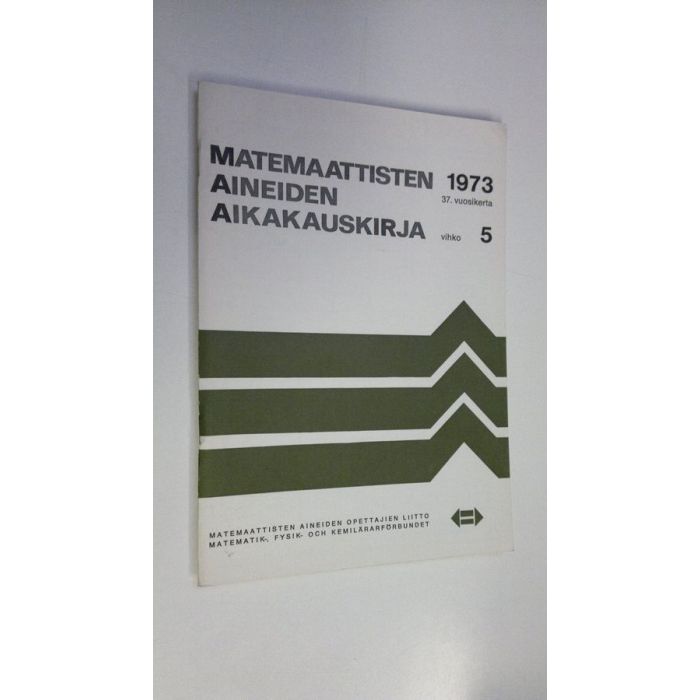 MATEMAATTISTEN 1973
37. vuosikerta
AINEIDEN
AIKAKAUSKIRJA vihko 5
MATEMAATTISTEN AINEIDEN OPETTAJIEN LIITTO
MATEMATIK-, FYSIK- OCH KEMILÄRARFÖRBUNDET